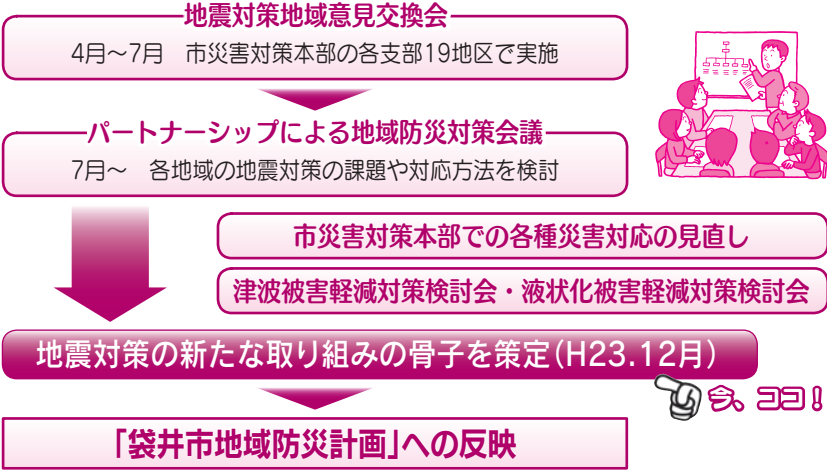 地震対策地域意見交換会
4月～7月　市災害対策本部の各支部19地区で実施
パートナーシップによる地域防災対策会議
7月～　各地域の地震対策の課題や対応方法を検討
市災害対策本部での各種災害対応の見直し
津波被害軽減対策検討会・液状化被害軽減対策検討会
地震対策の新たな取り組みの骨子を策定(H23.12月)
今、ココ！
「袋井市地域防災計画」への反映